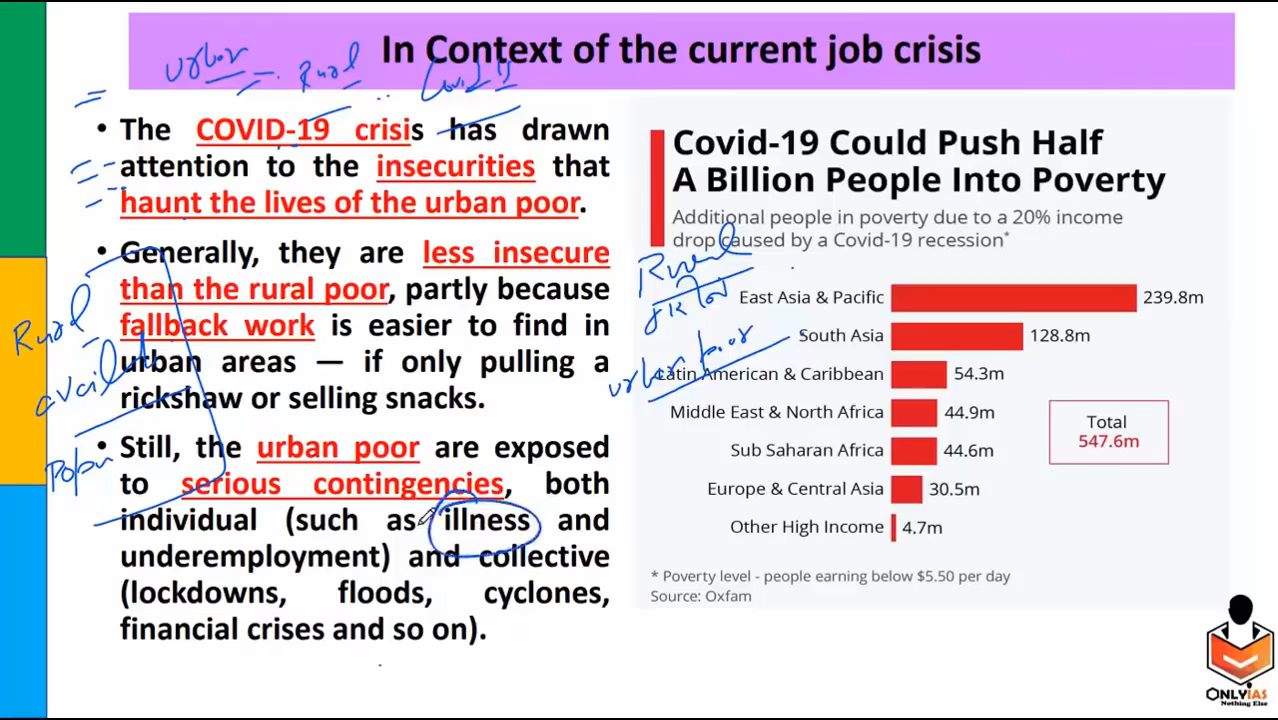 In Context of the current job crisis
urban
Rural
Covid 19
• The COVID-19 crisis has drawn
attention to the insecurities that
haunt the lives of the urban poor.
• Generally, they are less insecure
than the rural poor, partly because
fallback work is easier to find in
urban areas — if only pulling a
rickshaw or selling snacks.
• Still, the urban poor are exposed
to serious contingencies, both
individual (such as illness and
underemployment) and collective
(lockdowns, floods, cyclones,
financial crises and so on).
Rural
Covid-19 Could Push Half
A Billion People Into Poverty
Additional people in poverty due to a 20% income
drop caused by a Covid-19 recession*
Rural
urban poor
East Asia & Pacific 239.8m
South Asia 128.8m
Latin American & Caribbean 54.3m
Middle East & North Africa 44.9m
Sub Saharan Africa 44.6m
Europe & Central Asia 30.5m
Other High Income 4.7m
Total
547.6m
* Poverty level - people earning below $5.50 per day
Source: Oxfam
ONLYIAS
Nothing Else